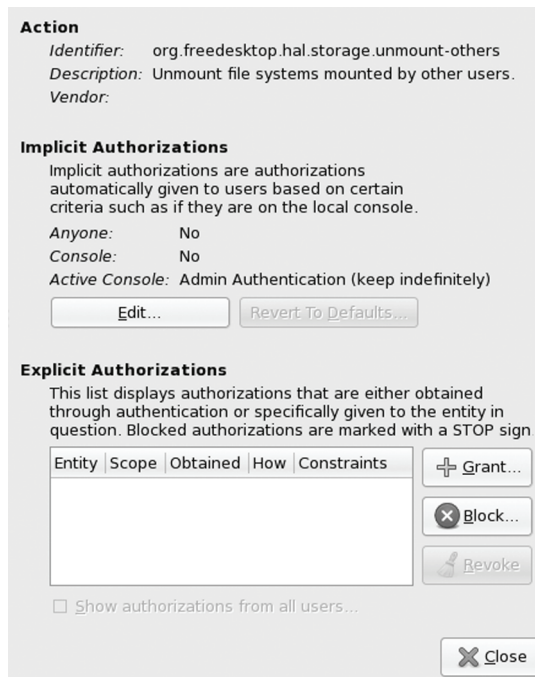 Action
Identifier: org.freedesktop.hal.storage.unmount-others
Description: Unmount file systems mounted by other users.
Vendor:
Implicit Authorizations
Implicit authorizations are authorizations
automatically given to users based on certain
criteria such as if they are on the local console.
Anyone: No
Console: No
Active Console: Admin Authentication (keep indefinitely)
Edit... Revert To Defaults...
Explicit Authorizations
This list displays authorizations that are either obtained
through authentication or specifically given to the entity in
question. Blocked authorizations are marked with a STOP sign.
Entity Scope Obtained How Constraints
Grant...
Block...
Revoke
Show authorizations from all users...
Close